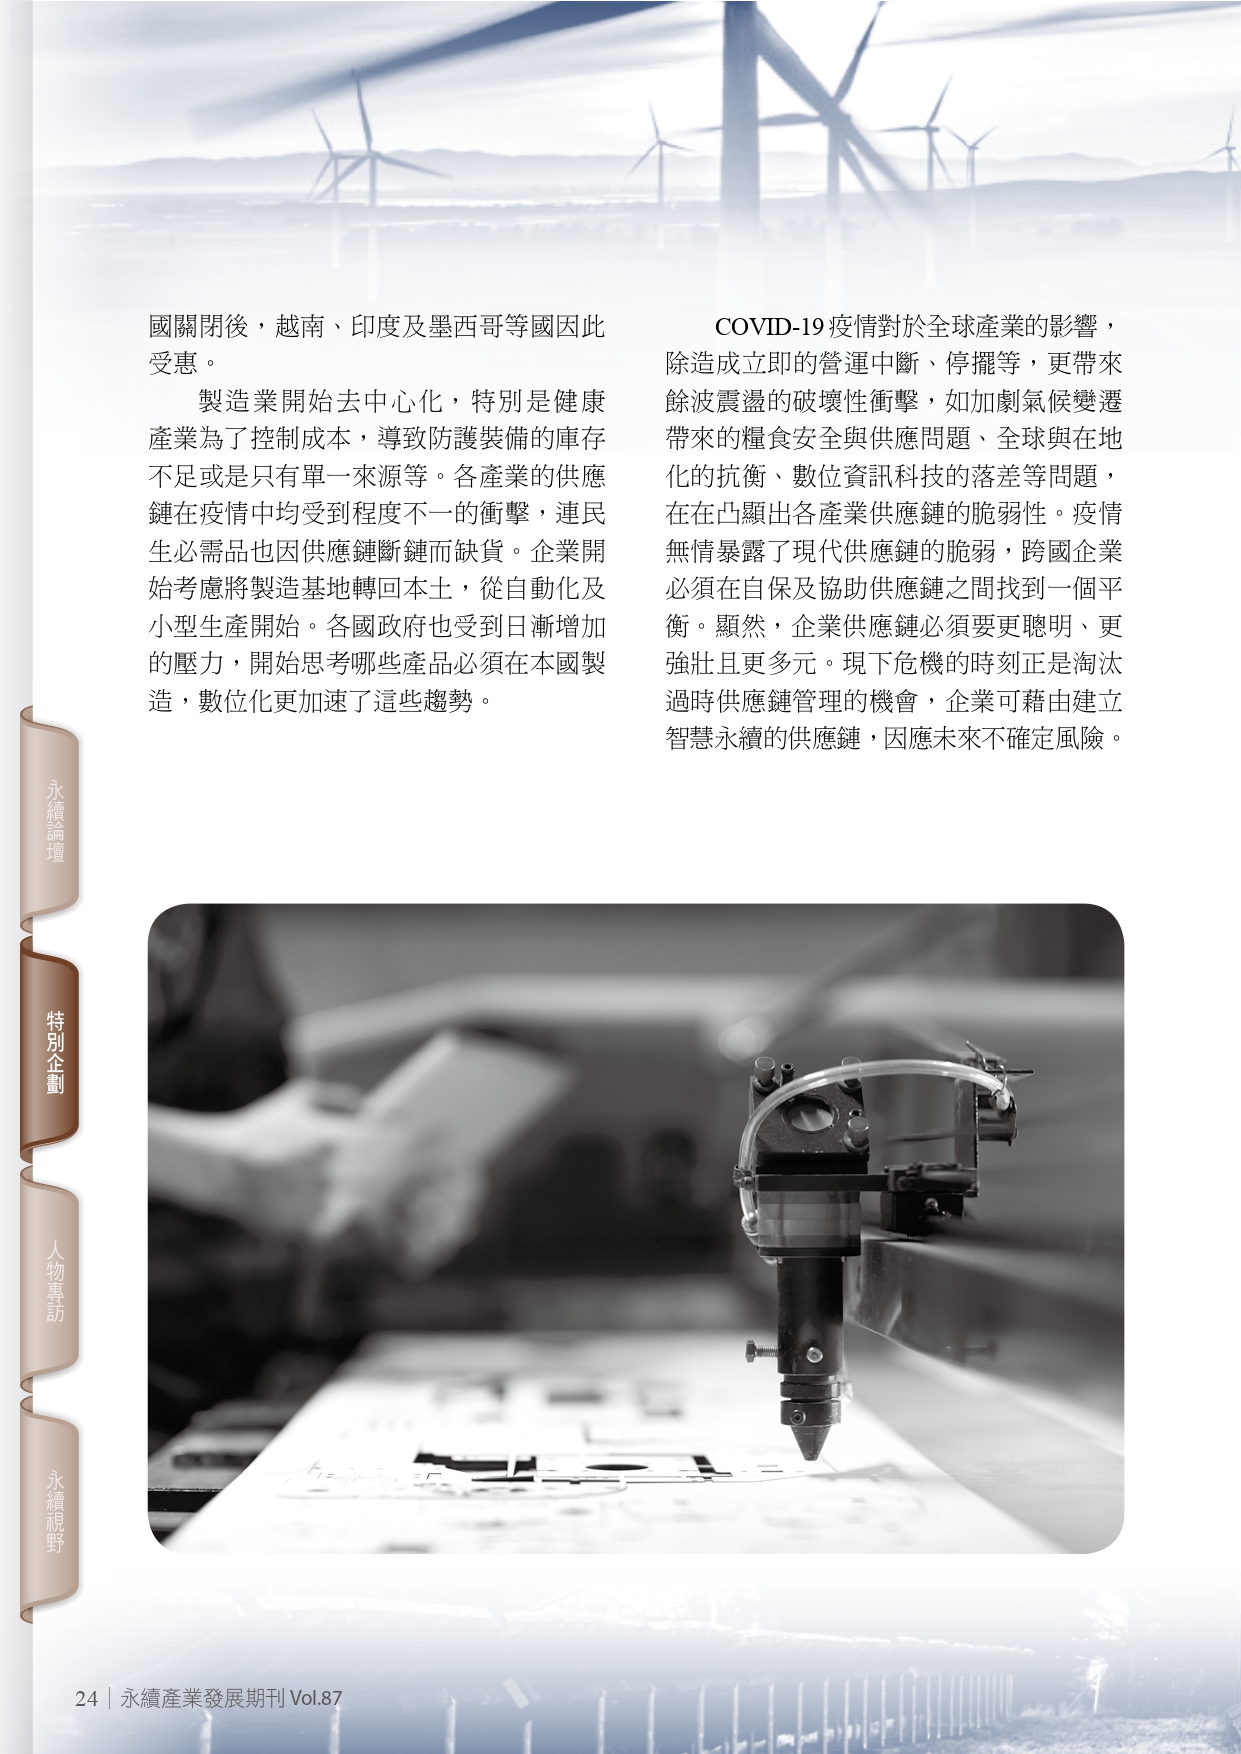 國關閉後，越南、印度及墨西哥等國因此
受惠。
製造業開始去中心化，特別是健康
產業為了控制成本，導致防護裝備的庫存
不足或是只有單一來源等。各產業的供應
鏈在疫情中均受到程度不一的衝擊，連民
生必需品也因供應鏈斷鏈而缺貨。企業開
始考慮將製造基地轉回本土，從自動化及
小型生產開始。各國政府也受到日漸增加
的壓力，開始思考哪些產品必須在本國製
造，數位化更加速了這些趨勢。
COVID-19疫情對於全球產業的影響，
除造成立即的營運中斷、停擺等，更帶來
餘波震盪的破壞性衝擊，如加劇氣候變遷
帶來的糧食安全與供應問題、全球與在地
化的抗衡、數位資訊科技的落差等問題，
在在凸顯出各產業供應鏈的脆弱性。疫情
無情暴露了現代供應鏈的脆弱，跨國企業
必須在自保及協助供應鏈之間找到一個平
衡。顯然，企業供應鏈必須要更聰明、更
強壯且更多元。現下危機的時刻正是淘汰
過時供應鏈管理的機會，企業可藉由建立
智慧永續的供應鏈，因應未來不確定風險。
永續論壇
特別企劃
人物專訪
永續視野
24 | 永續產業發展期刊 Vol.87